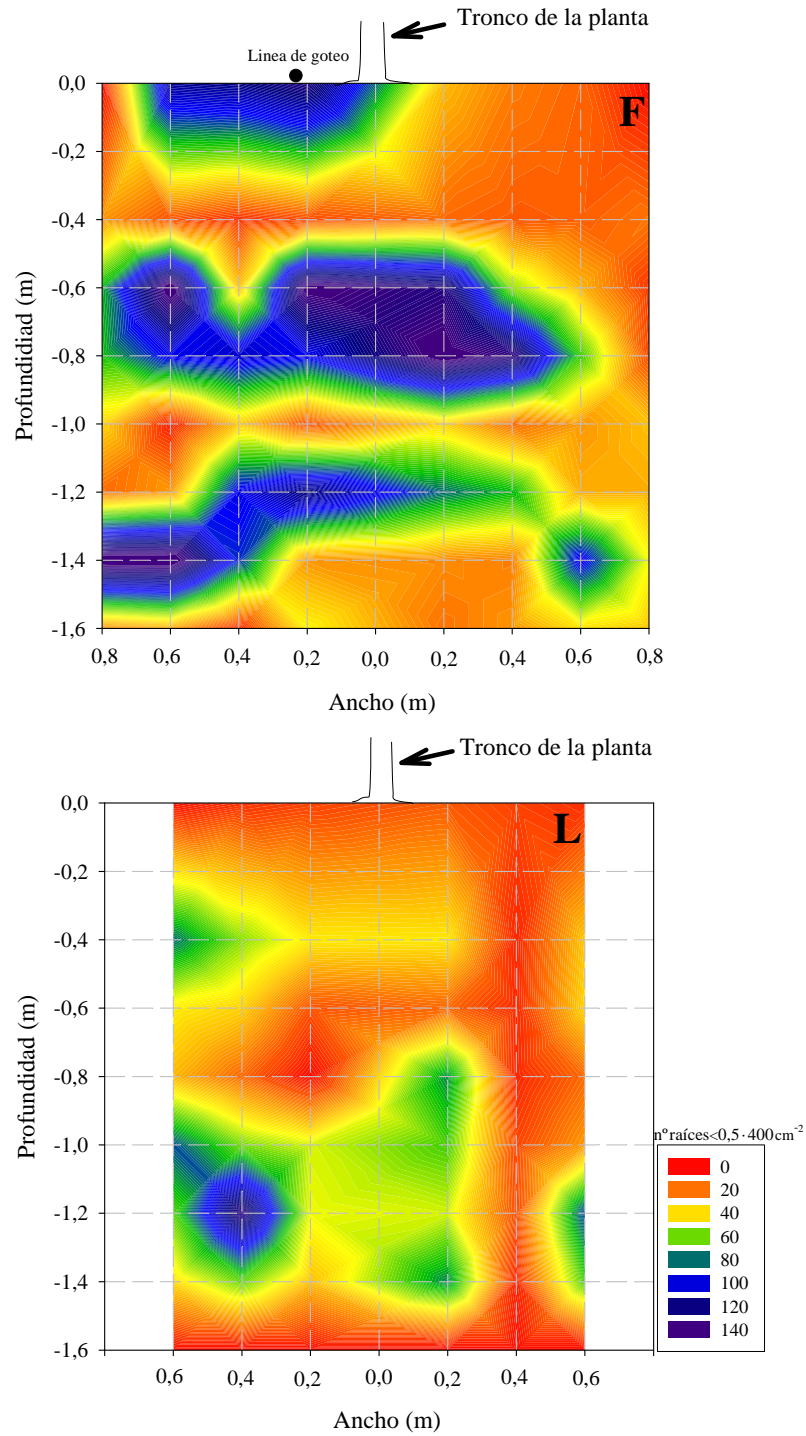 Tronco de la planta
Linea de goteo
F
0,0
-0,2
-0,4
-0,6
-0,8
-1,0
-1,2
-1,4
-1,6
Profundidiad (m)
0,8 0,6 0,4 0,2 0,0 0,2 0,4 0,6 0,8
Ancho (m)
Tronco de la planta
L
0,0
-0,2
-0,4
-0,6
-0,8
-1,0
-1,2
-1,4
-1,6
Profundidad (m)
0,6 0,4 0,2 0,0 0,2 0,4 0,6
Ancho (m)
nº raíces<0,5·400cm⁻²
0
20
40
60
80
100
120
140